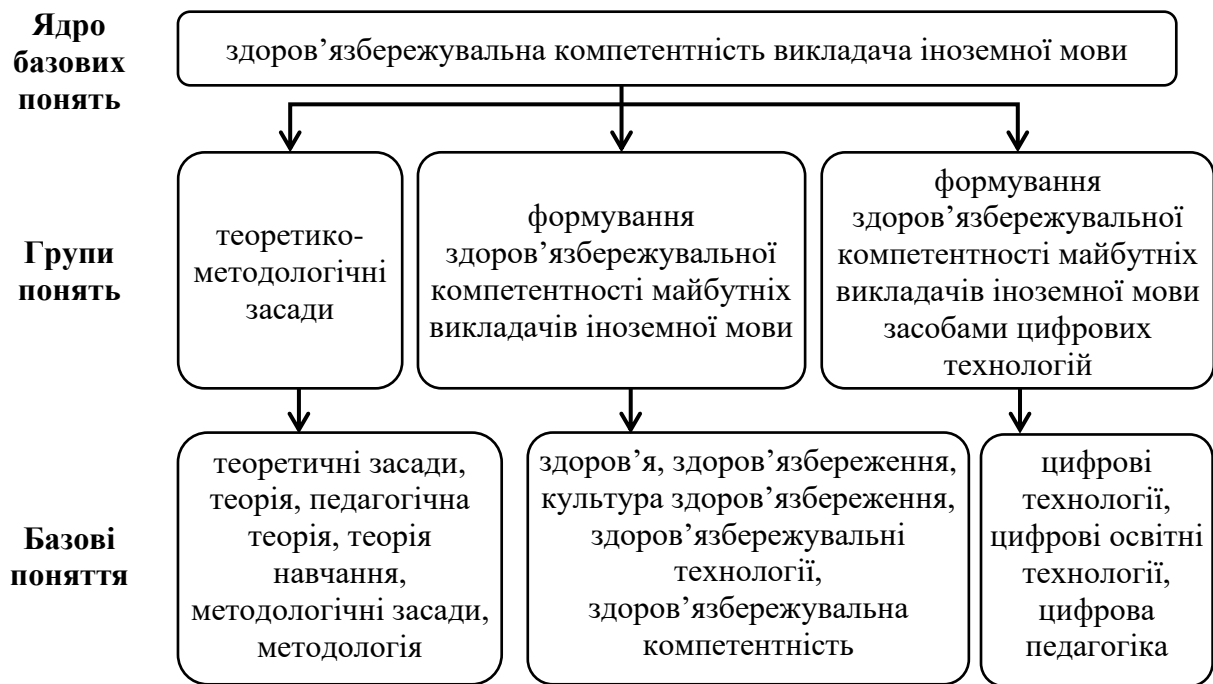 Ядро
базових
понять
здоров’язбережувальна компетентність викладача іноземної мови
Групи
понять
теоретико-
методологічні
засади
формування
здоров’язбережувальної
компетентності майбутніх
викладачів іноземної мови
формування
здоров’язбережувальної
компетентності майбутніх
викладачів іноземної мови
засобами цифрових
технологій
Базові
поняття
теоретичні засади,
теорія, педагогічна
теорія, теорія
навчання,
методологічні засади,
методологія
здоров’я, здоров’язбереження,
культура здоров’язбереження,
здоров’язбережувальні
технології,
здоров’язбережувальна
компетентність
цифрові
технології,
цифрові освітні
технології,
цифрова
педагогіка